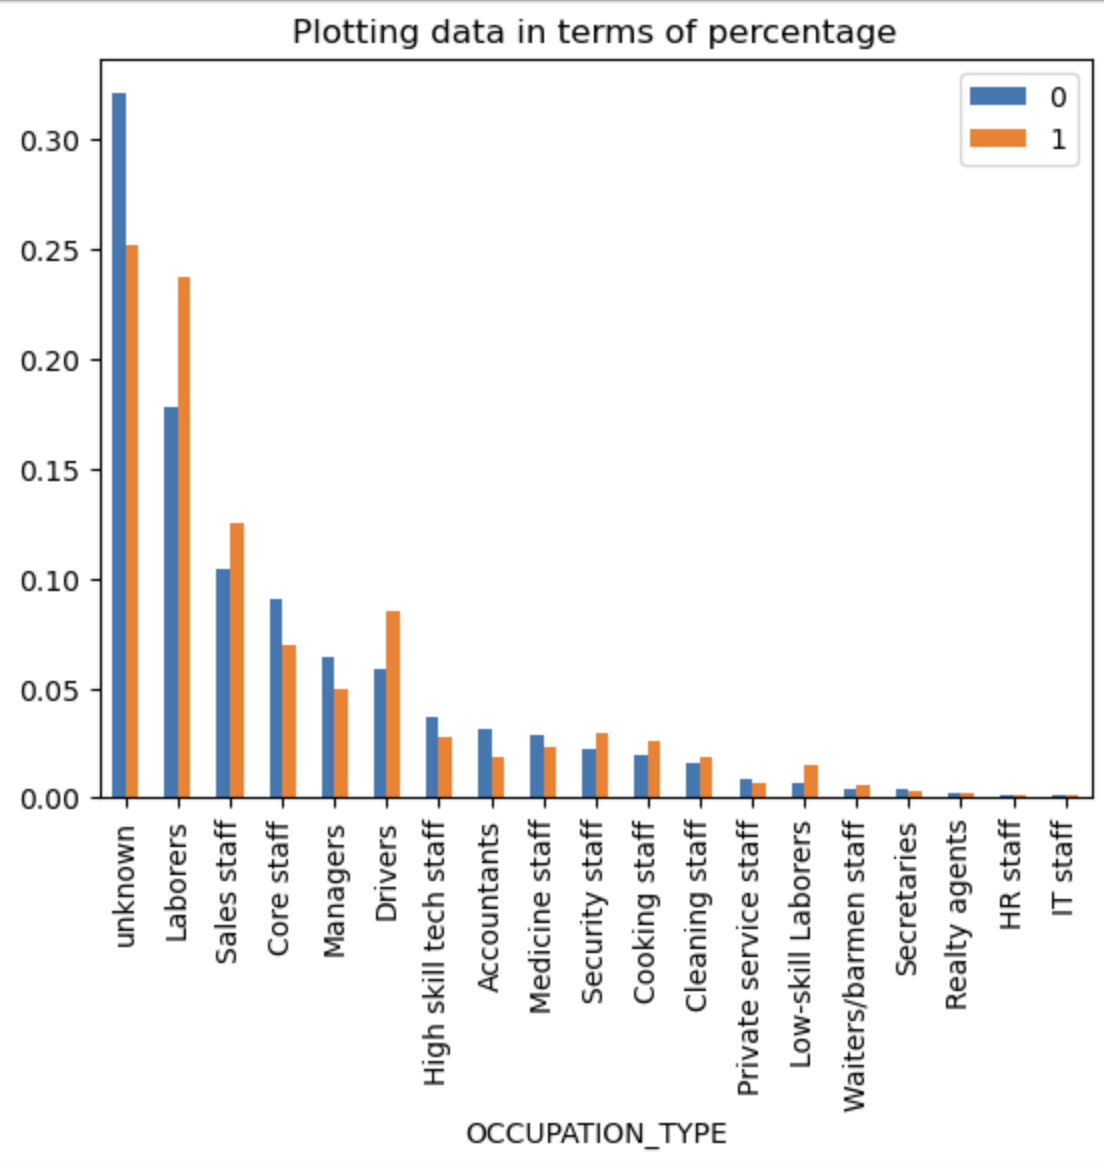 Plotting data in terms of percentage
0
1
0.30
0.25
0.20
0.15
0.10
0.05
0.00
unknown
Laborers
Sales staff
Core staff
Managers
Drivers
High skill tech staff
Accountants
Medicine staff
Security staff
Cooking staff
Cleaning staff
Private service staff
Low-skill Laborers
Waiters/barmen staff
Secretaries
Realty agents
HR staff
IT staff
OCCUPATION_TYPE